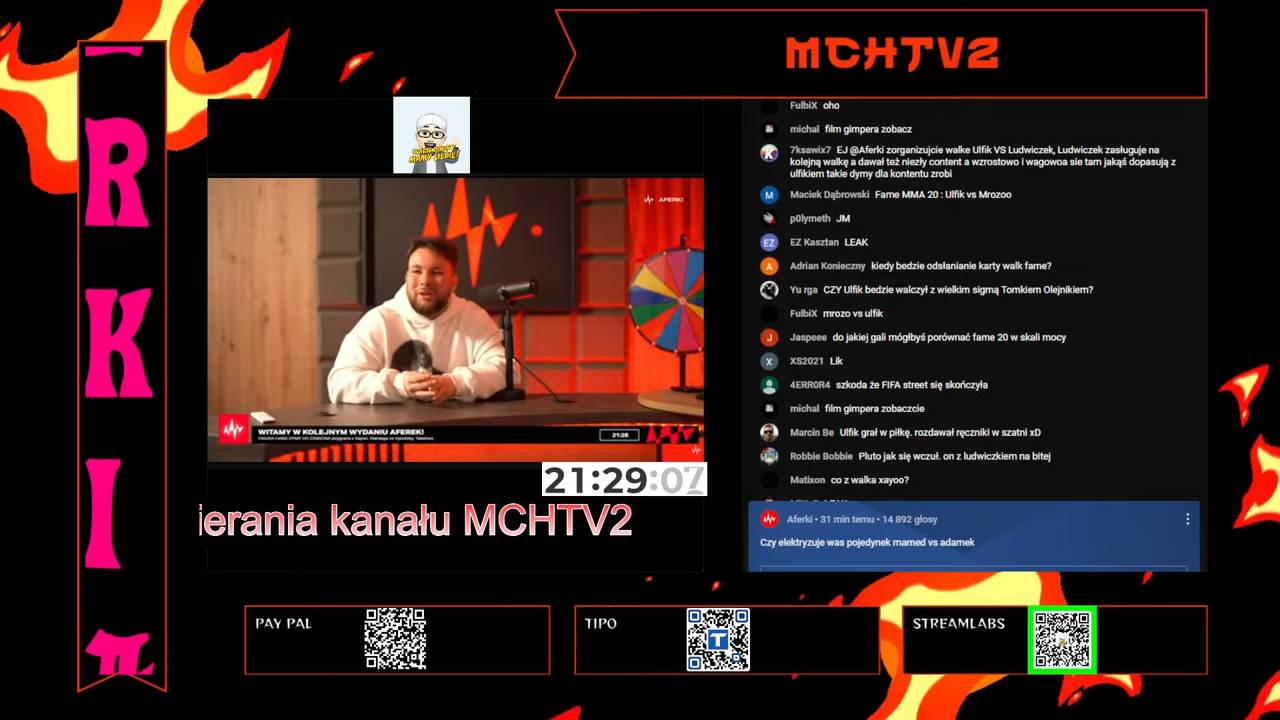 MCHTV2
R
K
I
MAMY CIEBIE!
AFERKI
WITAMY W KOLEJNYM WYDANIU AFEREK!
21:28
21:29:07
ierania kanału MCHTV2
FulbiX oho
michal film gimpera zobacz
7ksawix7 EJ @Aferki zorganizujcie walke Ulfik VS Ludwiczek, Ludwiczek zasługuje na
kolejną walkę a dawał też niezły content a wzrostowo i wagowoa sie tam jakąś dopasują z
ulfikiem takie dymy dla kontentu zrobi
Maciek Dąbrowski Fame MMA 20 : Ulfik vs Mrozoo
p0lymeth JM
EZ Kasztan LEAK
Adrian Konieczny kiedy bedzie odsłanianie karty walk fame?
Yu rga CZY Ulfik bedzie walczył z wielkim sigmą Tomkiem Olejnikiem?
FulbiX mrozo vs ulfik
Jaspeee do jakiej gali mógłbyś porównać fame 20 w skali mocy
XS2021 Lik
4ERR0R4 szkoda że FIFA street się skończyła
michal film gimpera zobaczcie
Marcin Be Ulfik grał w piłkę. rozdawał ręczniki w szatni xD
Robbie Bobbie Pluto jak się wczuł. on z ludwiczkiem na bitej
Matixon co z walka xayoo?
Aferki • 31 min temu • 14 892 głosy
Czy elektryzuje was pojedynek mamed vs adamek
PAY PAL
TIPO
T
STREAMLABS